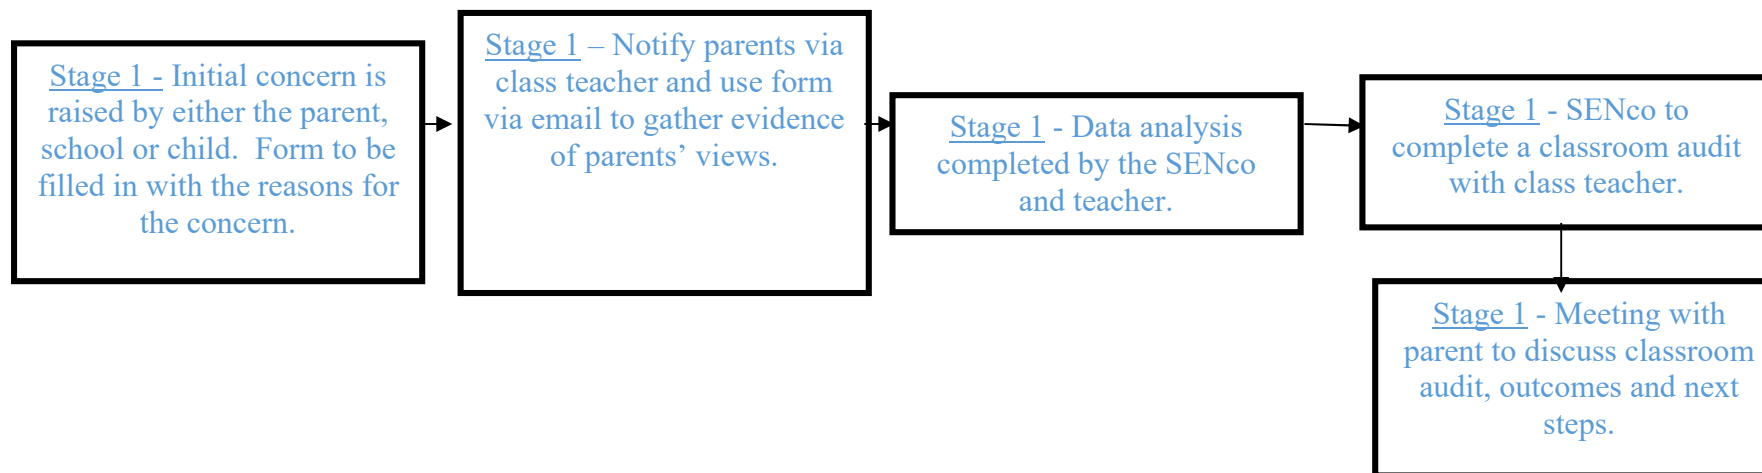 Stage 1 - Initial concern is
raised by either the parent,
school or child.  Form to be
filled in with the reasons for
the concern.
Stage 1 – Notify parents via
class teacher and use form
via email to gather evidence
of parents’ views.
Stage 1 - Data analysis
completed by the SENco
and teacher.
Stage 1 - SENco to
complete a classroom audit
with class teacher.
Stage 1 - Meeting with
parent to discuss classroom
audit, outcomes and next
steps.